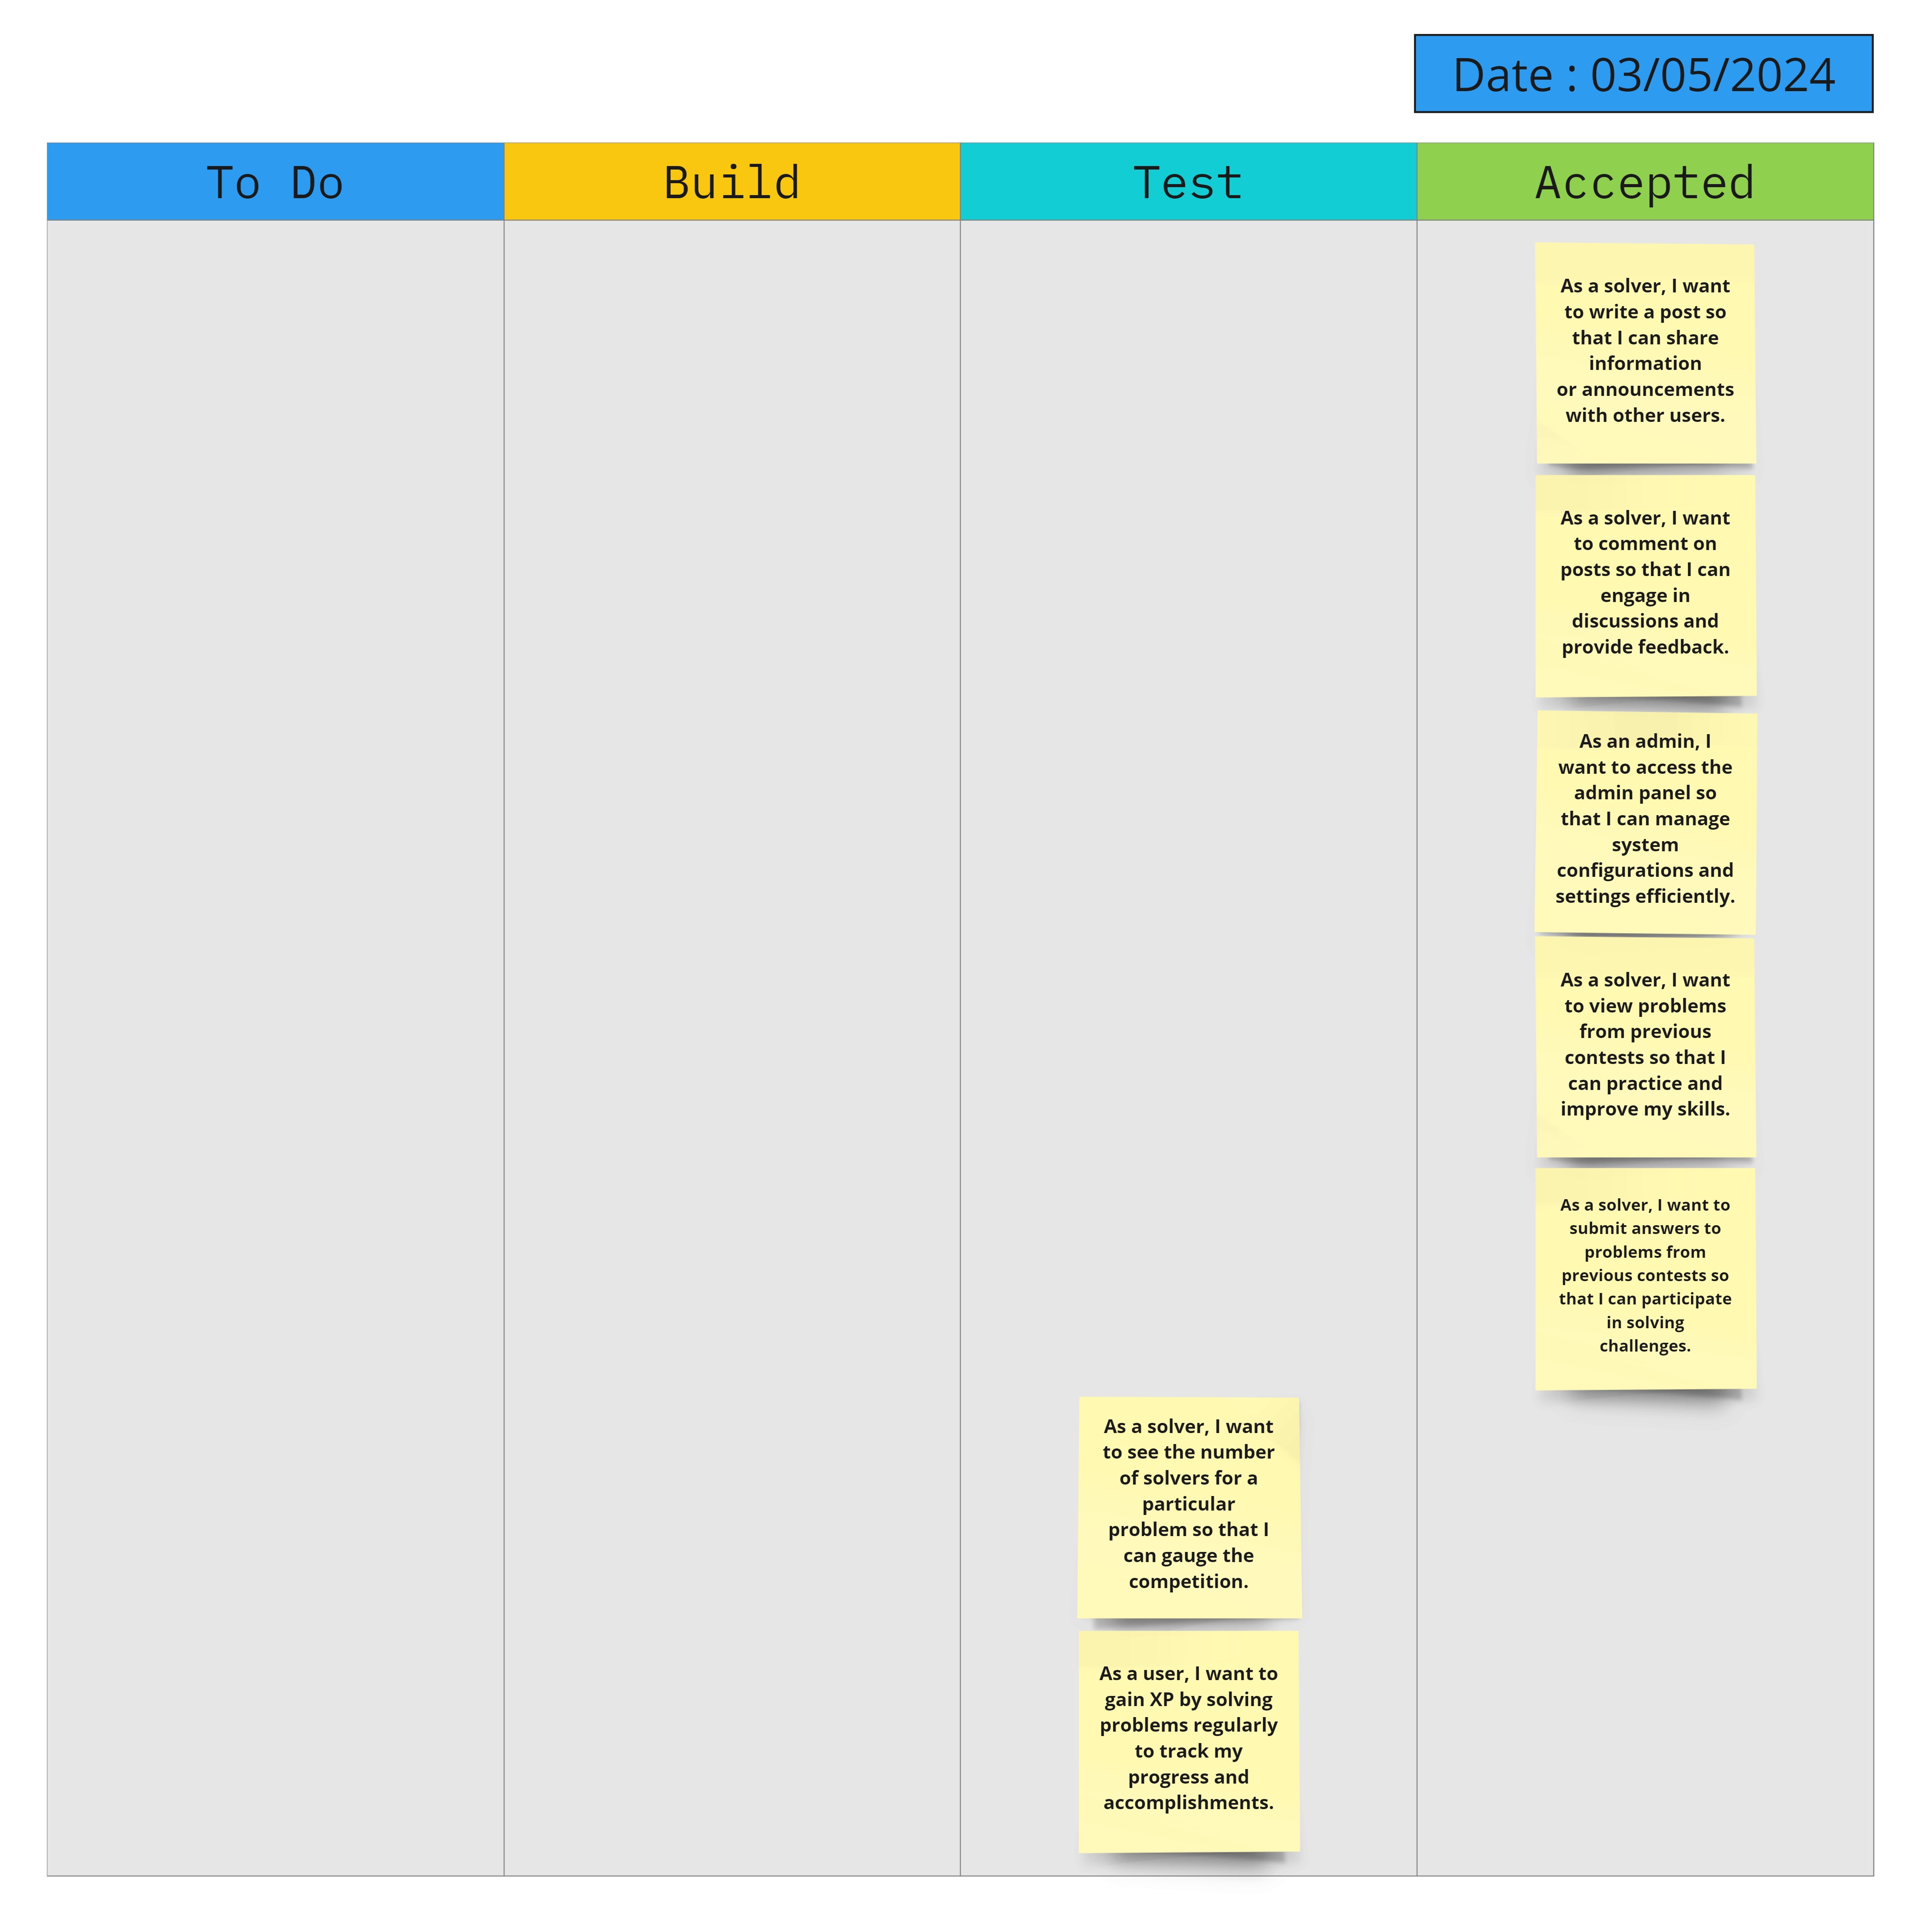 Date : 03/05/2024
To Do
Build
Test
Accepted
As a solver, I want
to write a post so
that I can share
information
or announcements
with other users.
As a solver, I want
to comment on
posts so that I can
engage in
discussions and
provide feedback.
As an admin, I
want to access the
admin panel so
that I can manage
system
configurations and
settings efficiently.
As a solver, I want
to view problems
from previous
contests so that I
can practice and
improve my skills.
As a solver, I want to
submit answers to
problems from
previous contests so
that I can participate
in solving
challenges.
As a solver, I want
to see the number
of solvers for a
particular
problem so that I
can gauge the
competition.
As a user, I want to
gain XP by solving
problems regularly
to track my
progress and
accomplishments.